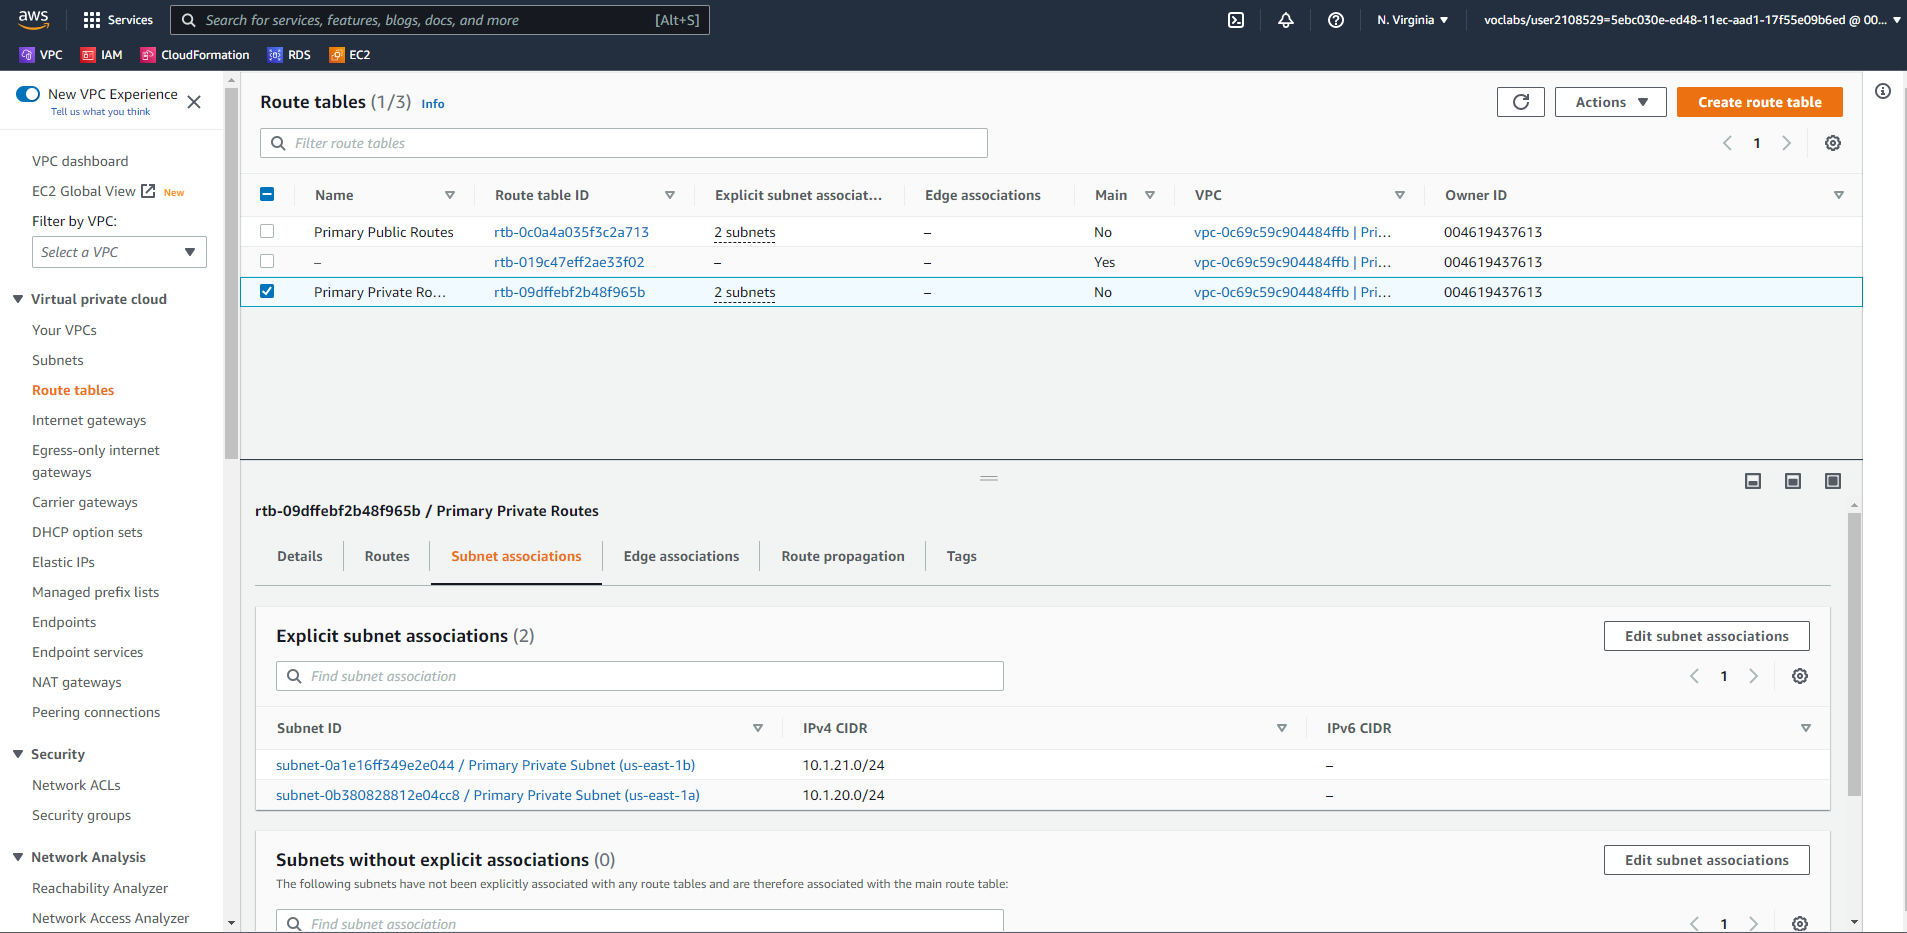 aws
Services
Search for services, features, blogs, docs, and more
[Alt+S]
N. Virginia
voclabs/user2108529=5ebc030e-ed48-11ec-aad1-17f55e09b6ed @ 00...
VPC
IAM
CloudFormation
RDS
EC2
New VPC Experience
Tell us what you think
VPC dashboard
EC2 Global View
New
Filter by VPC:
Select a VPC
Virtual private cloud
Your VPCs
Subnets
Route tables
Internet gateways
Egress-only internet
gateways
Carrier gateways
DHCP option sets
Elastic IPs
Managed prefix lists
Endpoints
Endpoint services
NAT gateways
Peering connections
Security
Network ACLs
Security groups
Network Analysis
Reachability Analyzer
Network Access Analyzer
Route tables (1/3) Info
Actions
Create route table
Filter route tables
1
Name Route table ID Explicit subnet associat... Edge associations Main VPC Owner ID
Primary Public Routes rtb-0c0a4a035f3c2a713 2 subnets – No vpc-0c69c59c904484ffb | Pri... 004619437613
– rtb-019c47eff2ae33f02 – – Yes vpc-0c69c59c904484ffb | Pri... 004619437613
Primary Private Ro... rtb-09dffebf2b48f965b 2 subnets – No vpc-0c69c59c904484ffb | Pri... 004619437613
rtb-09dffebf2b48f965b / Primary Private Routes
Details Routes Subnet associations Edge associations Route propagation Tags
Explicit subnet associations (2)
Edit subnet associations
Find subnet association
1
Subnet ID IPv4 CIDR IPv6 CIDR
subnet-0a1e16ff349e2e044 / Primary Private Subnet (us-east-1b) 10.1.21.0/24 –
subnet-0b380828812e04cc8 / Primary Private Subnet (us-east-1a) 10.1.20.0/24 –
Subnets without explicit associations (0)
Edit subnet associations
The following subnets have not been explicitly associated with any route tables and are therefore associated with the main route table:
Find subnet association
1